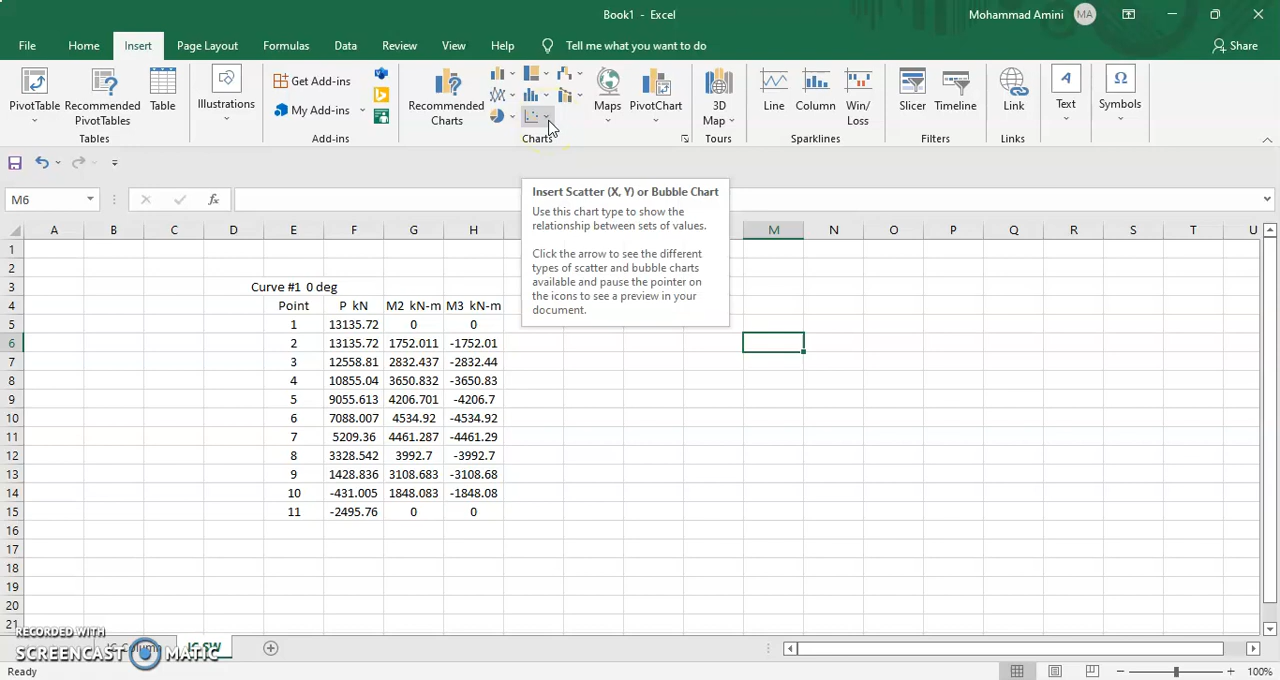 Book1 - Excel
Mohammad Amini MA
File Home Insert Page Layout Formulas Data Review View Help Tell me what you want to do Share
PivotTable
Recommended PivotTables
Table
Tables
Illustrations
Get Add-ins
My Add-ins
Add-ins
Recommended Charts
Maps
PivotChart
Charts
3D Map
Tours
Line
Column
Win/ Loss
Sparklines
Slicer
Timeline
Filters
Link
Text
Symbols
M6
fx
Insert Scatter (X, Y) or Bubble Chart
Use this chart type to show the
relationship between sets of values.
Click the arrow to see the different
types of scatter and bubble charts
available and pause the pointer on
the icons to see a preview in your
document.
A B C D E F G H M N O P Q R S T U
1
2
3 Curve #1 0 deg
4 Point P kN M2 kN-m M3 kN-m
5 1 13135.72 0 0
6 2 13135.72 1752.011 -1752.01
7 3 12558.81 2832.437 -2832.44
8 4 10855.04 3650.832 -3650.83
9 5 9055.613 4206.701 -4206.7
10 6 7088.007 4534.92 -4534.92
11 7 5209.36 4461.287 -4461.29
12 8 3328.542 3992.7 -3992.7
13 9 1428.836 3108.683 -3108.68
14 10 -431.005 1848.083 -1848.08
15 11 -2495.76 0 0
16
17
18
19
20
21
RECORDED WITH
SCREENCAST MATIC
Ready
100%